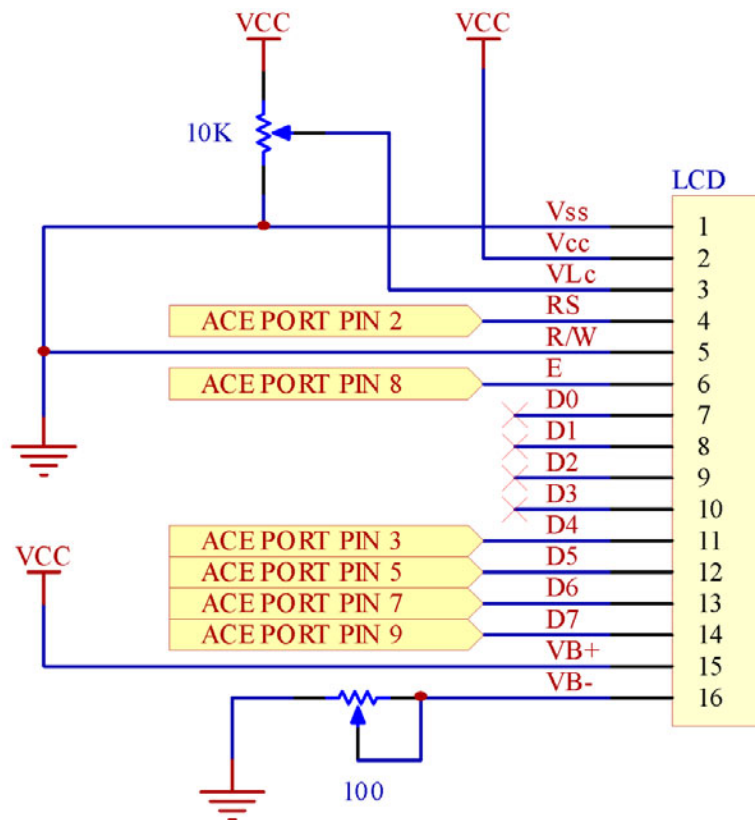 VCC
VCC
10K
LCD
Vss
1
Vcc
2
VLc
3
ACE PORT PIN 2
RS
4
R/W
5
ACE PORT PIN 8
E
6
D0
7
D1
8
D2
9
D3
10
ACE PORT PIN 3
D4
11
VCC
ACE PORT PIN 5
D5
12
ACE PORT PIN 7
D6
13
ACE PORT PIN 9
D7
14
VB+
15
VB-
16
100